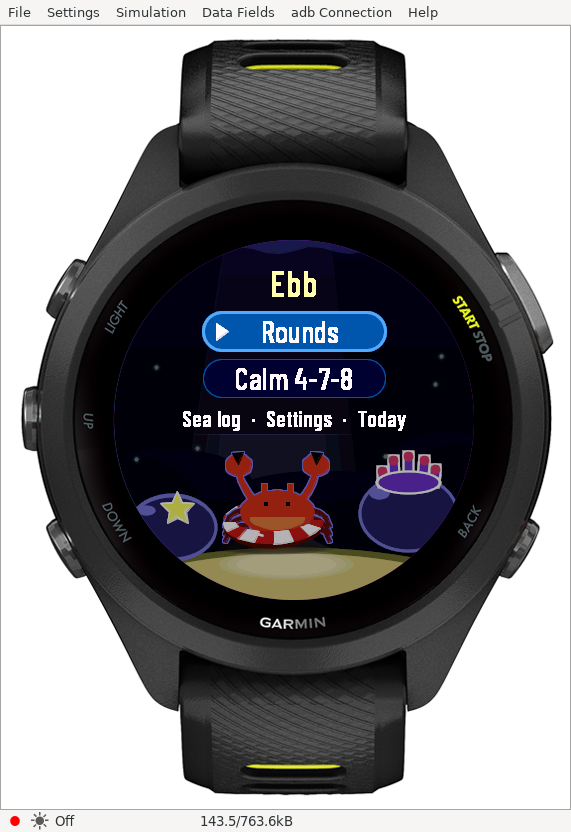 File Settings Simulation Data Fields adb Connection Help
LIGHT
START STOP
UP
DOWN
BACK
Ebb
Rounds
Calm 4-7-8
Sea log · Settings · Today
GARMIN
Off 143.5/763.6kB